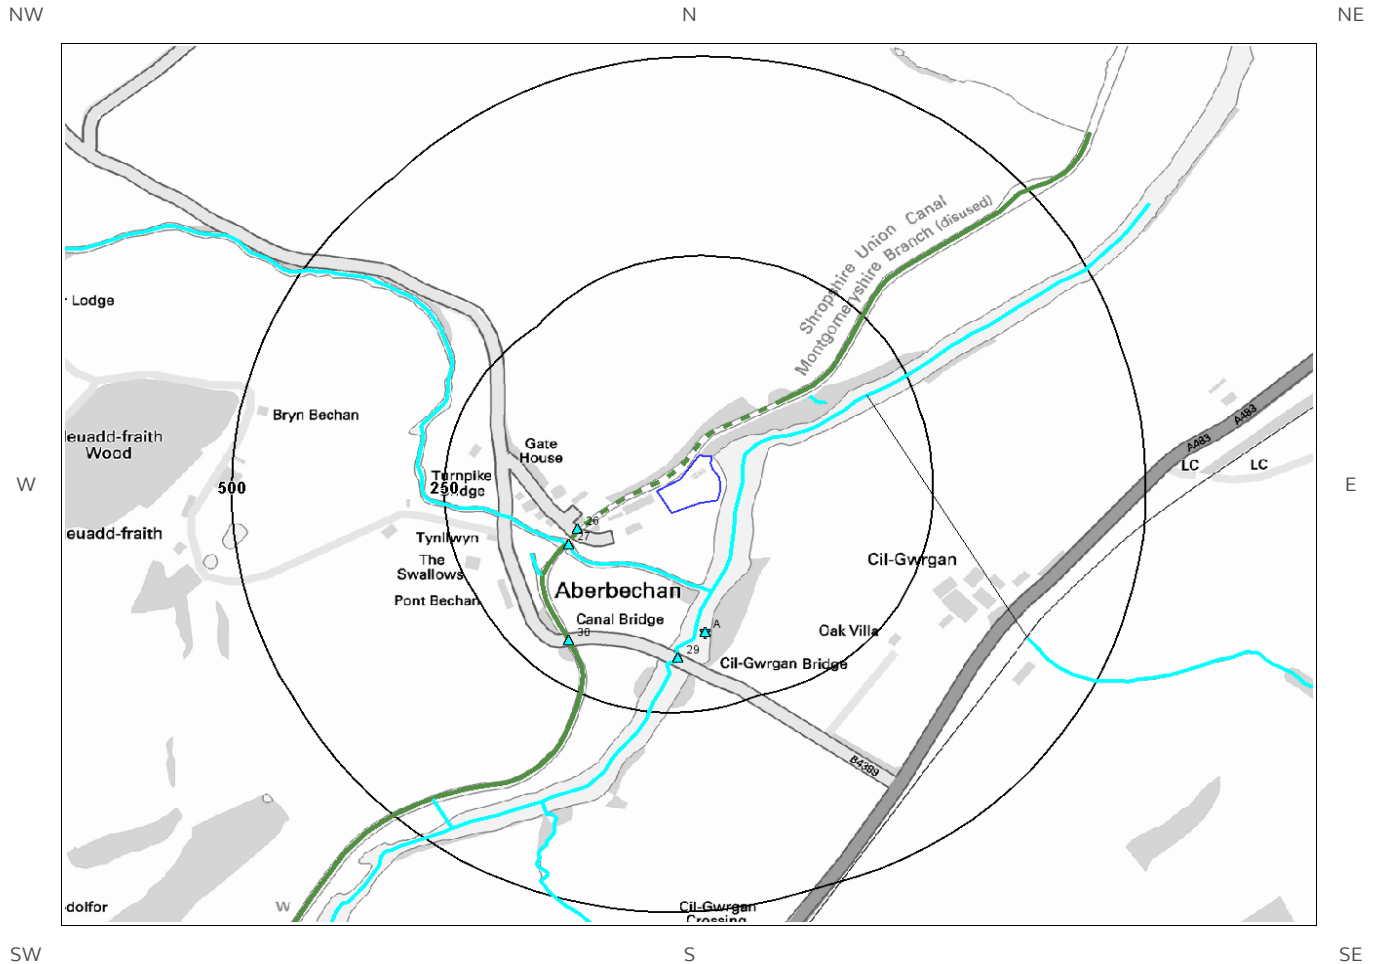 NW
N
NE
Shropshire Union Canal
Montgomeryshire Branch (disused)
r Lodge
Bryn Bechan
A483
A483
euadd-fraith
Wood
Gate
House
LC
LC
W
500
250
Turnpike
Bridge
E
26
27
euadd-fraith
Tynllwyn
The
Swallows
Cil-Gwrgan
Pont Bechan
Aberbechan
Canal Bridge
A
30
Oak Villa
29
Cil-Gwrgan Bridge
B4389
dolfor
W
Cil-Gwrgan
Crossing
SW
S
SE